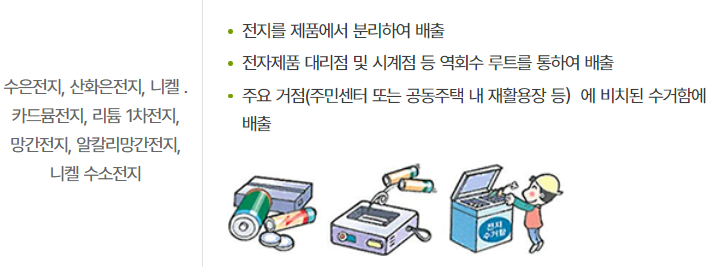 수은전지, 산화은전지, 니켈 .
카드뮴전지, 리튬 1차전지,
망간전지, 알칼리망간전지,
니켈 수소전지
전지를 제품에서 분리하여 배출
전자제품 대리점 및 시계점 등 역회수 루트를 통하여 배출
주요 거점(주민센터 또는 공동주택 내 재활용장 등) 에 비치된 수거함에
배출
전지
수거함